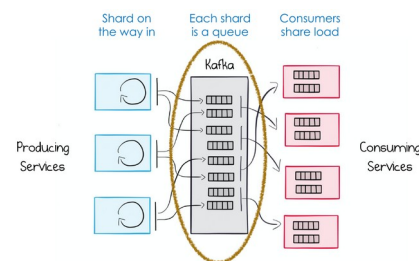 Shard on
the way in
Each shard
is a queue
Consumers
share load
Kafka
Producing
Services
Consuming
Services